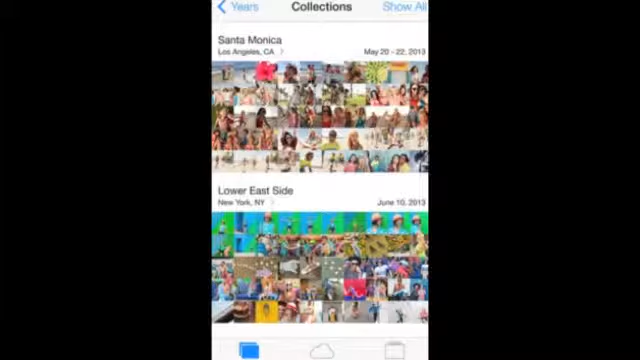 Years
Collections
Show All
Santa Monica
Los Angeles, CA
May 20 - 22, 2013
Lower East Side
New York, NY
June 10, 2013